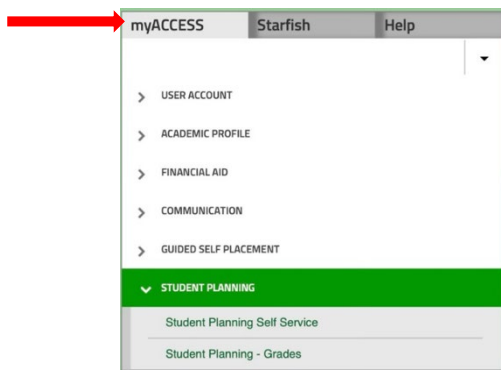 myACCESS Starfish Help
USER ACCOUNT
ACADEMIC PROFILE
FINANCIAL AID
COMMUNICATION
GUIDED SELF PLACEMENT
STUDENT PLANNING
Student Planning Self Service
Student Planning - Grades